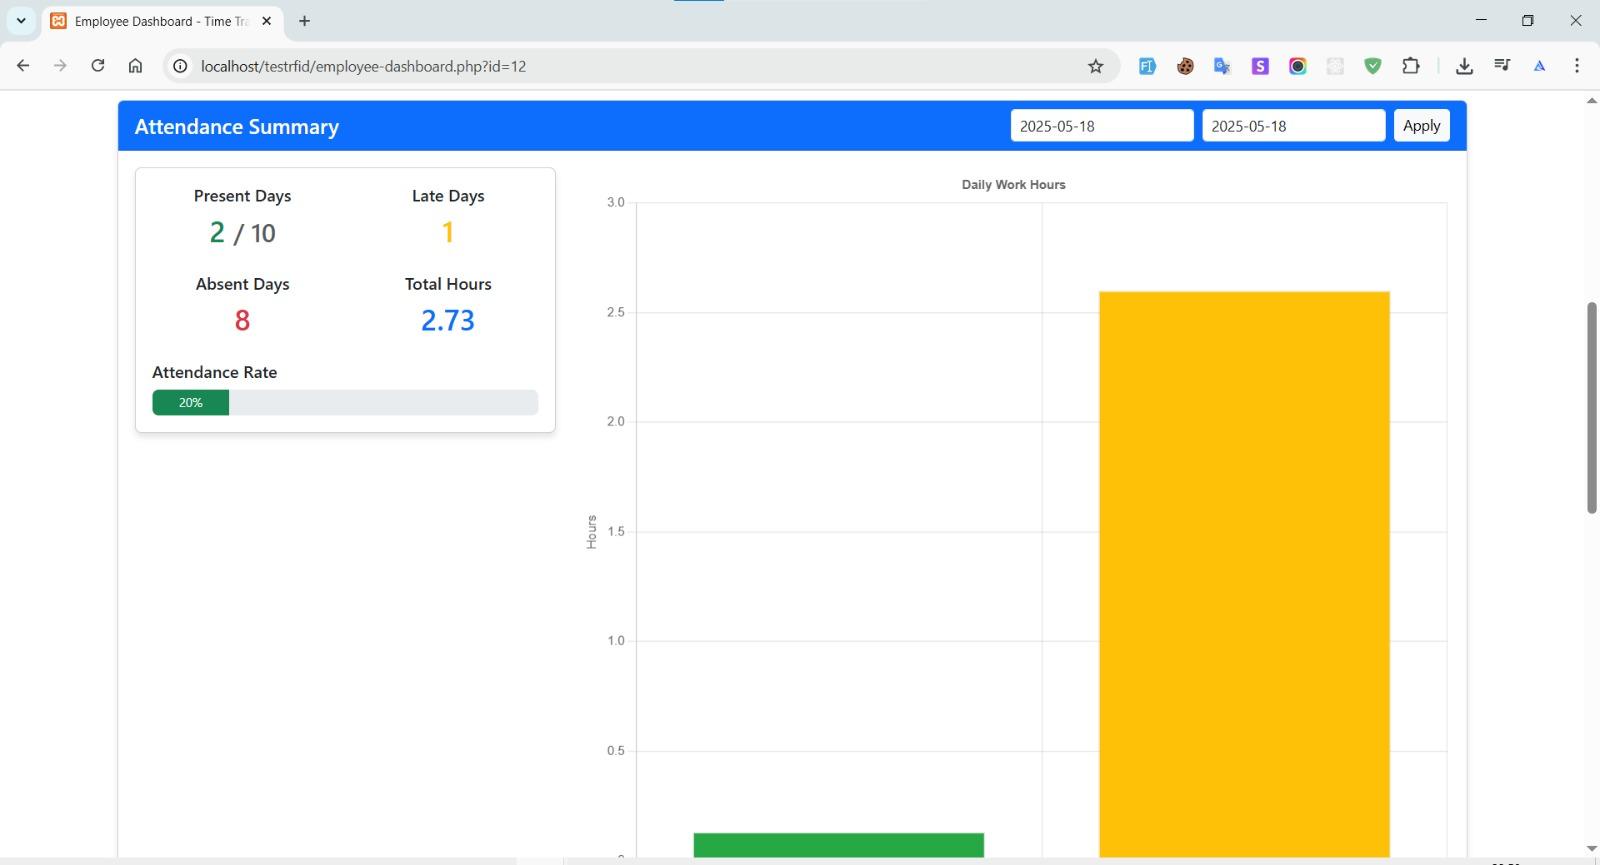 Employee Dashboard - Time Tra
localhost/testrfid/employee-dashboard.php?id=12
Attendance Summary
2025-05-18
2025-05-18
Apply
Present Days
Late Days
2 / 10
1
Absent Days
Total Hours
8
2.73
Attendance Rate
20%
Daily Work Hours
3.0
2.5
2.0
1.5
1.0
0.5
Hours